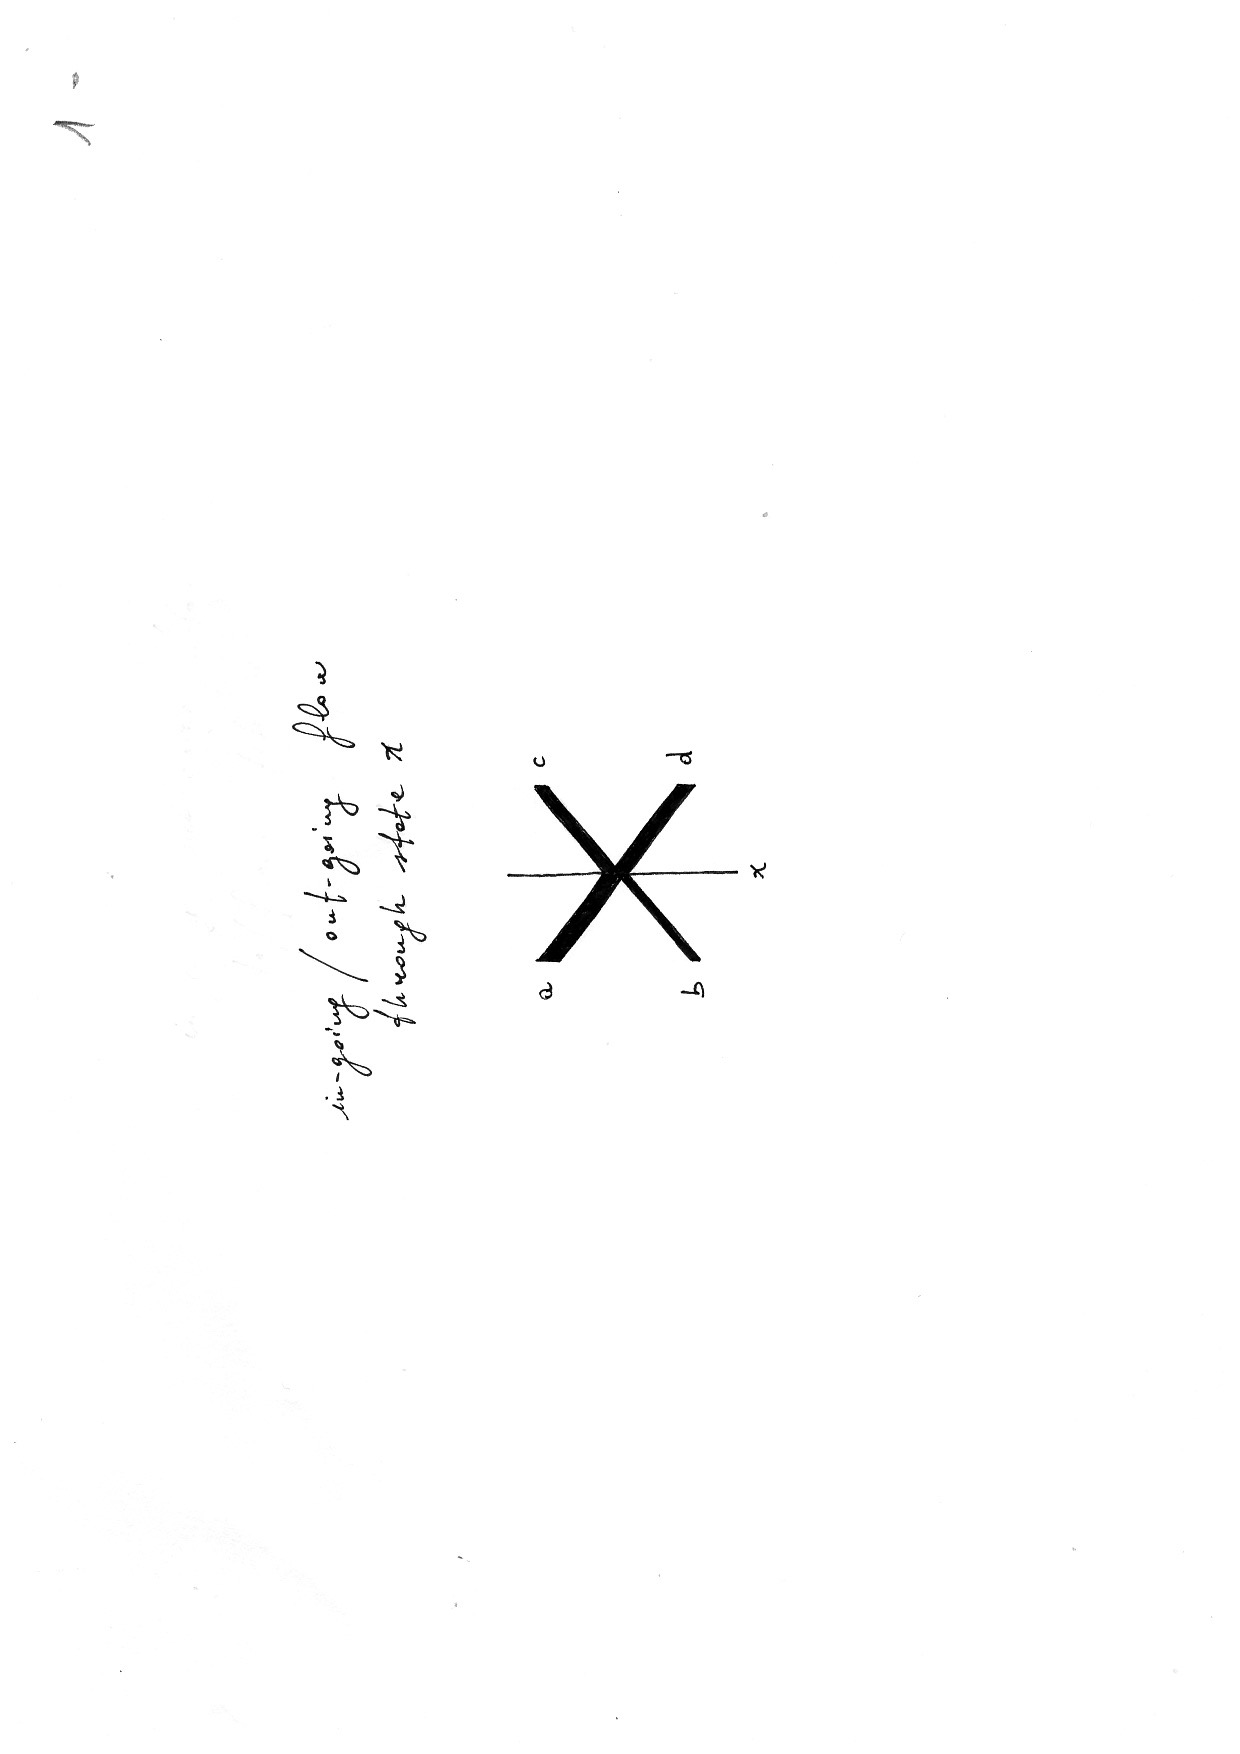 1-
in-going / out-going flow
through state x
a
c
b
d
x